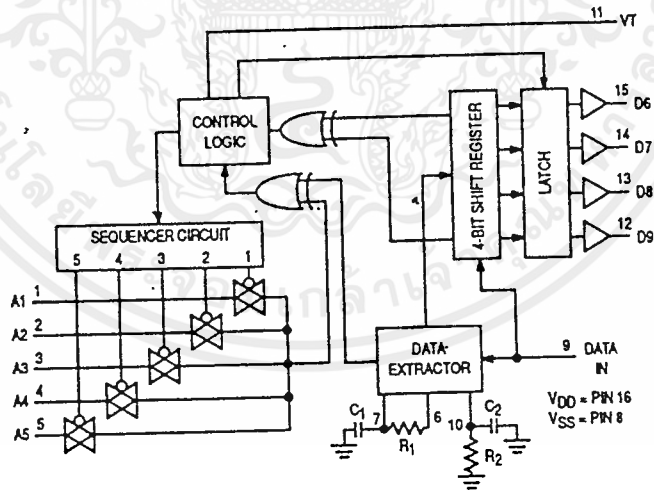 11 VT
15 D6
CONTROL LOGIC
14 D7
4-BIT SHIFT REGISTER
LATCH
13 D8
12 D9
SEQUENCER CIRCUIT
5 4 3 2 1
A1 1
A2 2
A3 3
A4 4
A5 5
DATA-EXTRACTOR
9 DATA IN
C1 7 R1 6 10 C2
R2
VDD = PIN 16
VSS = PIN 8